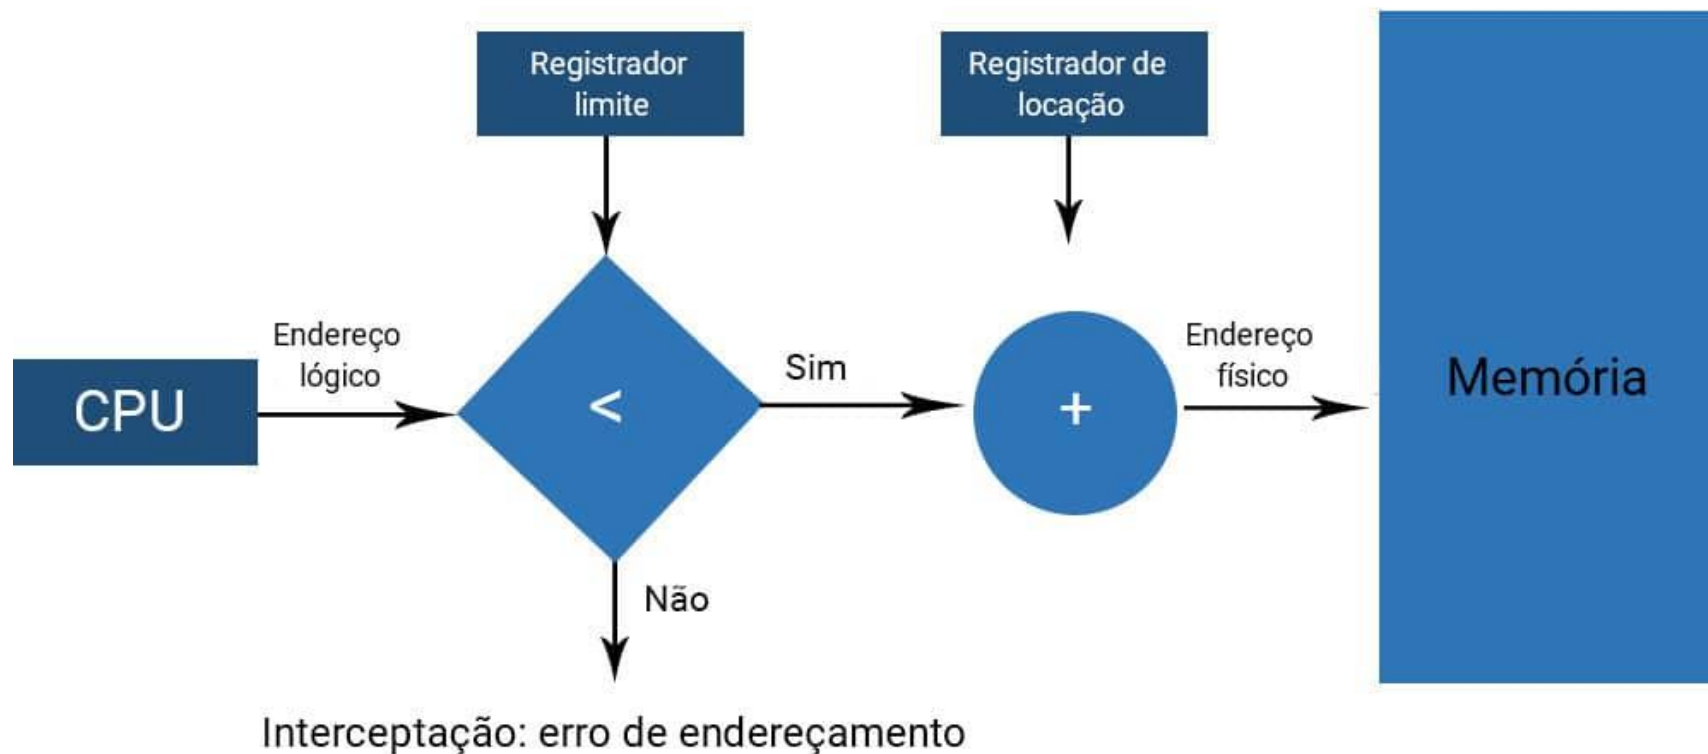 Registrador
limite
Registrador de
locação
Endereço
lógico
CPU
<
Sim
+
Endereço
físico
Memória
Não
Interceptação: erro de endereçamento